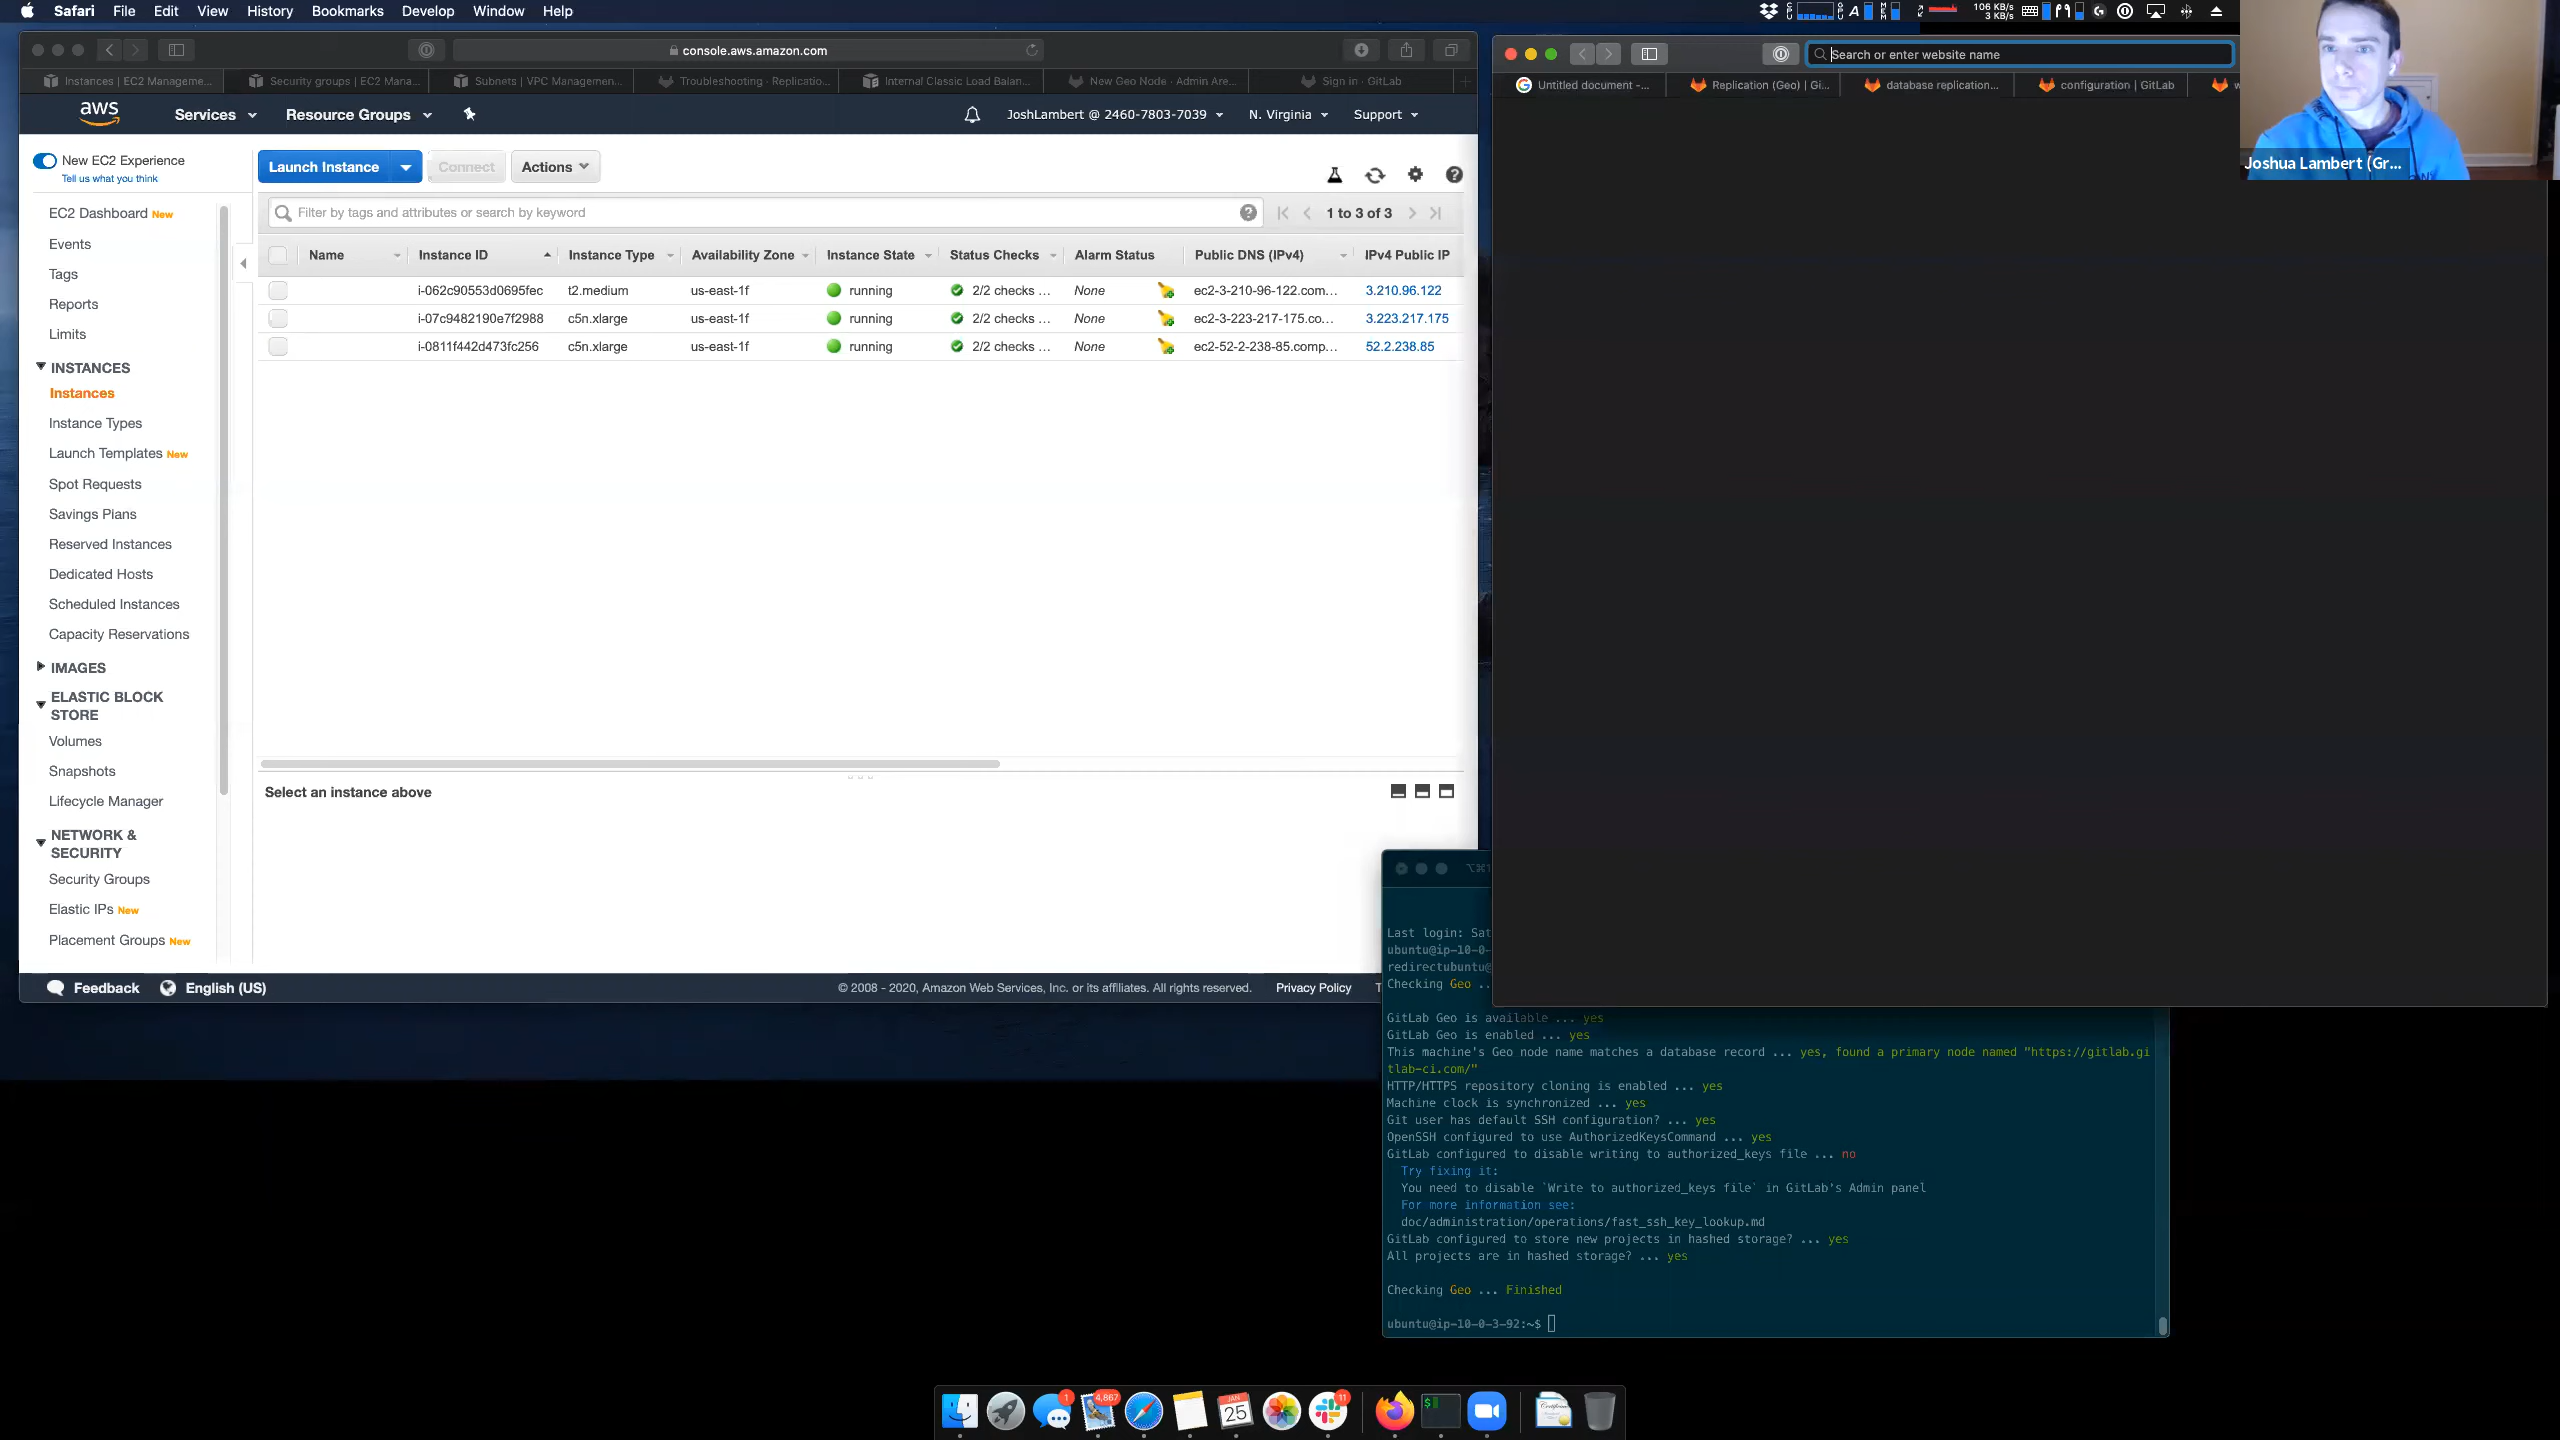 Safari File Edit View History Bookmarks Develop Window Help
106 KB/s
3 KB/s
console.aws.amazon.com
Instances | EC2 Manageme...
Security groups | EC2 Mana...
Subnets | VPC Managemen...
Troubleshooting · Replicatio...
Internal Classic Load Balan...
New Geo Node · Admin Are...
Sign in · GitLab
aws
Services
Resource Groups
JoshLambert @ 2460-7803-7039
N. Virginia
Support
New EC2 Experience
Tell us what you think
EC2 Dashboard New
Events
Tags
Reports
Limits
INSTANCES
Instances
Instance Types
Launch Templates New
Spot Requests
Savings Plans
Reserved Instances
Dedicated Hosts
Scheduled Instances
Capacity Reservations
IMAGES
ELASTIC BLOCK
STORE
Volumes
Snapshots
Lifecycle Manager
NETWORK &
SECURITY
Security Groups
Elastic IPs New
Placement Groups New
Launch Instance
Connect
Actions
Filter by tags and attributes or search by keyword
1 to 3 of 3
Name Instance ID Instance Type Availability Zone Instance State Status Checks Alarm Status Public DNS (IPv4) IPv4 Public IP
i-062c90553d0695fec t2.medium us-east-1f running 2/2 checks ... None ec2-3-210-96-122.com... 3.210.96.122
i-07c9482190e7f2988 c5n.xlarge us-east-1f running 2/2 checks ... None ec2-3-223-217-175.co... 3.223.217.175
i-0811f442d473fc256 c5n.xlarge us-east-1f running 2/2 checks ... None ec2-52-2-238-85.comp... 52.2.238.85
Select an instance above
Feedback
English (US)
© 2008 - 2020, Amazon Web Services, Inc. or its affiliates. All rights reserved.
Privacy Policy
Search or enter website name
Untitled document -...
Replication (Geo) | Gi...
database replication...
configuration | GitLab
Joshua Lambert (Gr...
Last login: Sat
ubuntu@ip-10-0-
redirectubuntu@
Checking Geo ..
GitLab Geo is available ... yes
GitLab Geo is enabled ... yes
This machine's Geo node name matches a database record ... yes, found a primary node named "https://gitlab.gi
tlab-ci.com/"
HTTP/HTTPS repository cloning is enabled ... yes
Machine clock is synchronized ... yes
Git user has default SSH configuration? ... yes
OpenSSH configured to use AuthorizedKeysCommand ... yes
GitLab configured to disable writing to authorized_keys file ... no
Try fixing it:
You need to disable `Write to authorized_keys file` in GitLab's Admin panel
For more information see:
doc/administration/operations/fast_ssh_key_lookup.md
GitLab configured to store new projects in hashed storage? ... yes
All projects are in hashed storage? ... yes
Checking Geo ... Finished
ubuntu@ip-10-0-3-92:~$
1
4,867
JAN
25
11